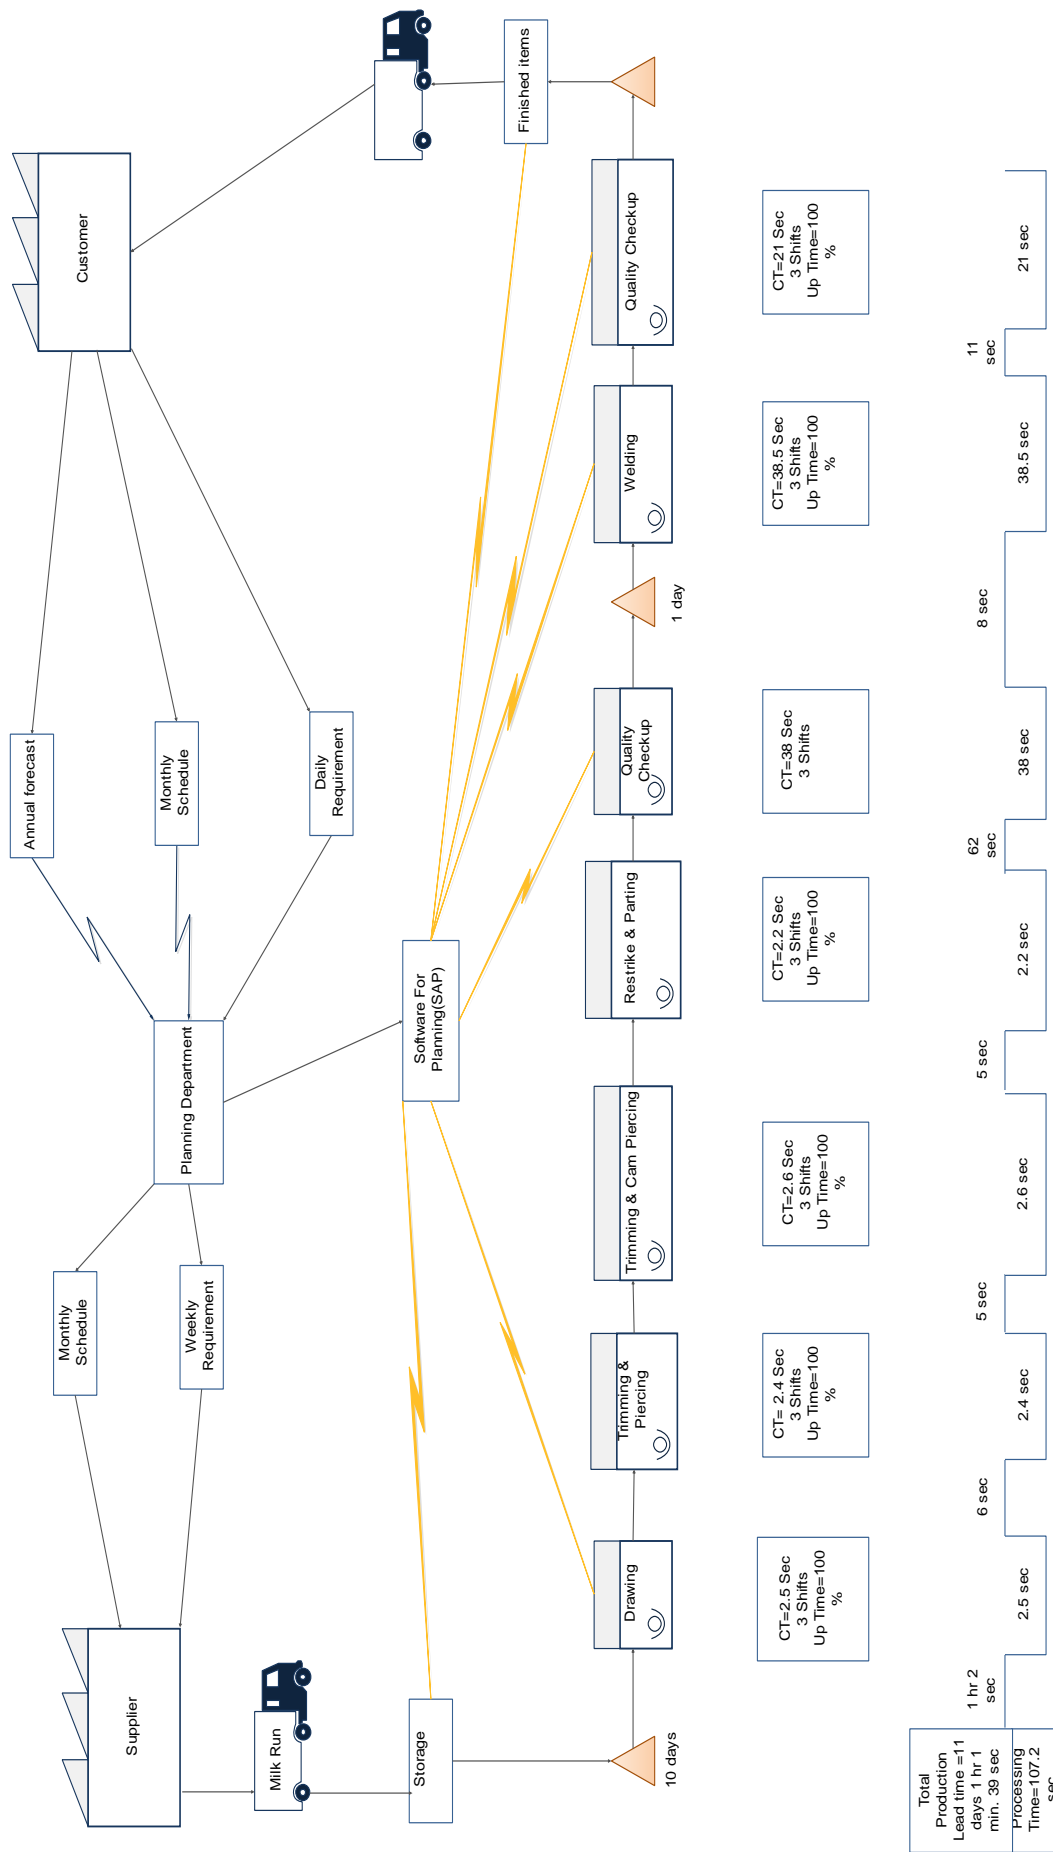 Supplier
Monthly
Schedule
Weekly
Requirement
Planning Department
Annual forecast
Monthly
Schedule
Daily
Requirement
Customer
Milk Run
Storage
Software For
Planning(SAP)
Finished items
10 days
Drawing
Trimming &
Piercing
Trimming & Cam Piercing
Restrike & Parting
Quality
Checkup
1 day
Welding
Quality Checkup
CT=2.5 Sec
3 Shifts
Up Time=100
%
CT= 2.4 Sec
3 Shifts
Up Time=100
%
CT=2.6 Sec
3 Shifts
Up Time=100
%
CT=2.2 Sec
3 Shifts
Up Time=100
%
CT=38 Sec
3 Shifts
CT=38.5 Sec
3 Shifts
Up Time=100
%
CT=21 Sec
3 Shifts
Up Time=100
%
Total
Production
Lead time =11
days 1 hr 1
min. 39 sec
Processing
Time=107.2
sec
1 hr 2
sec
2.5 sec
6 sec
2.4 sec
5 sec
2.6 sec
5 sec
2.2 sec
62
sec
38 sec
8 sec
38.5 sec
11
sec
21 sec